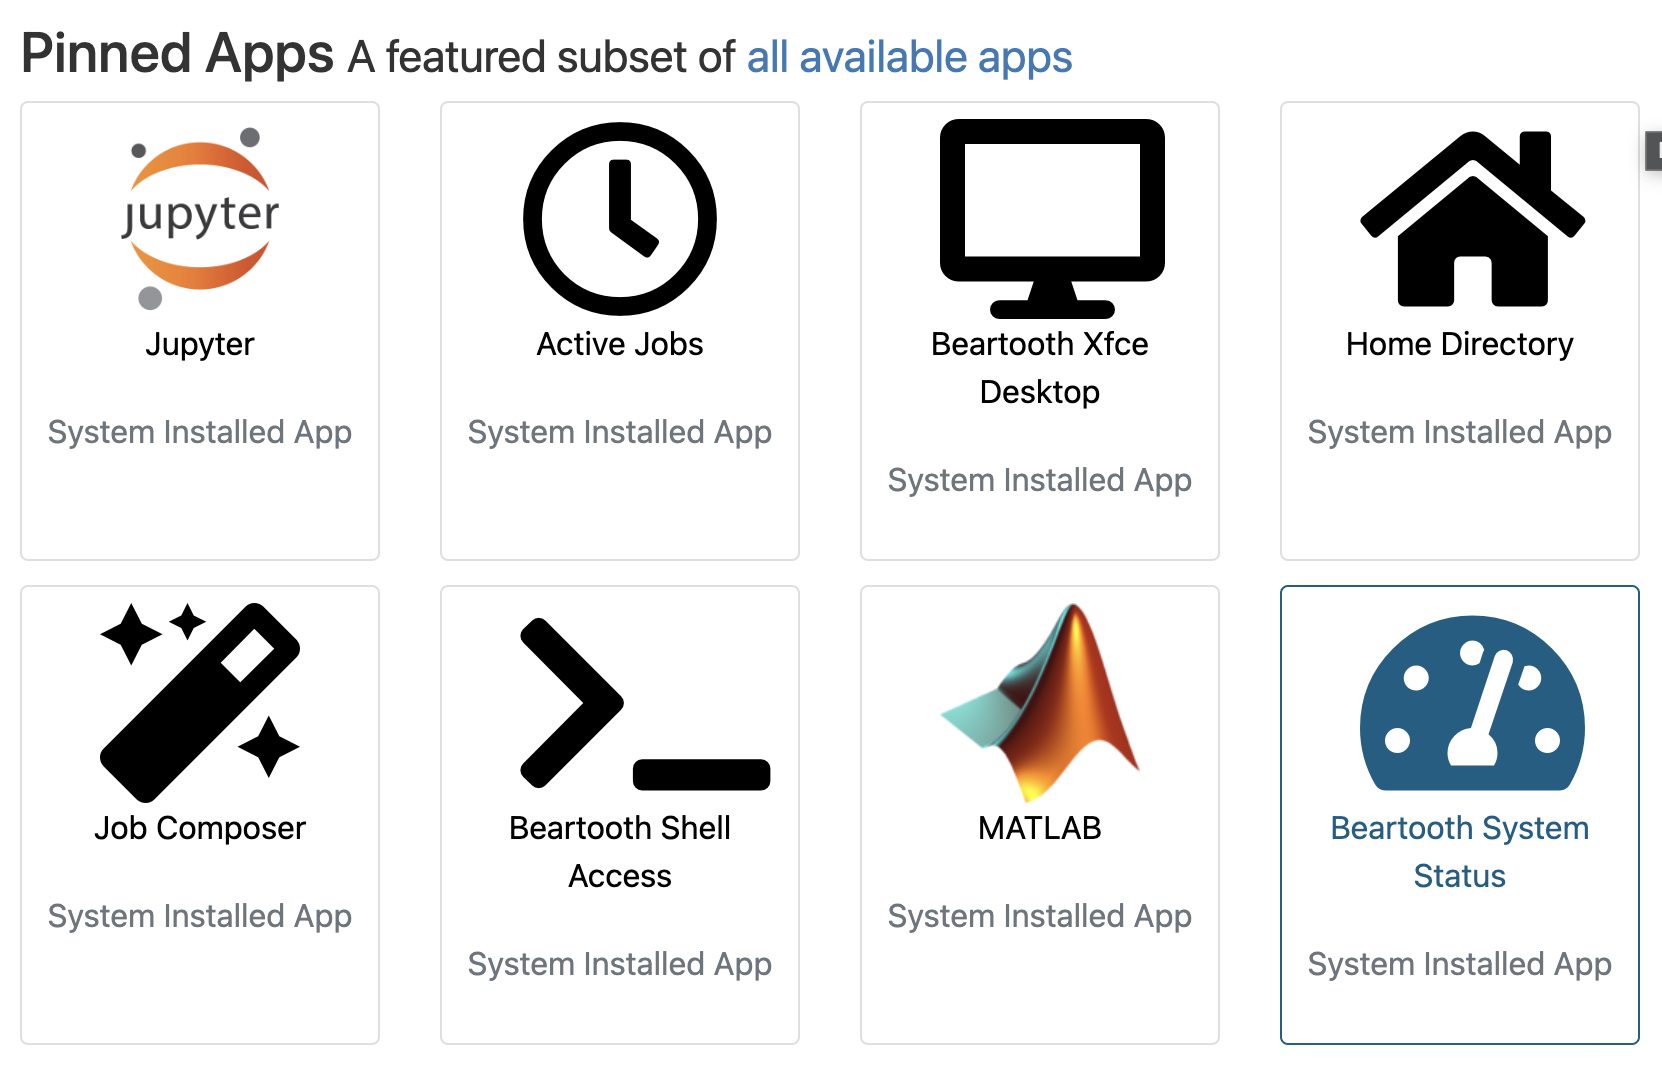 Pinned Apps A featured subset of all available apps
jupyter
Jupyter
System Installed App
Active Jobs
System Installed App
Beartooth Xfce
Desktop
System Installed App
Home Directory
System Installed App
Job Composer
System Installed App
Beartooth Shell
Access
System Installed App
MATLAB
System Installed App
Beartooth System
Status
System Installed App